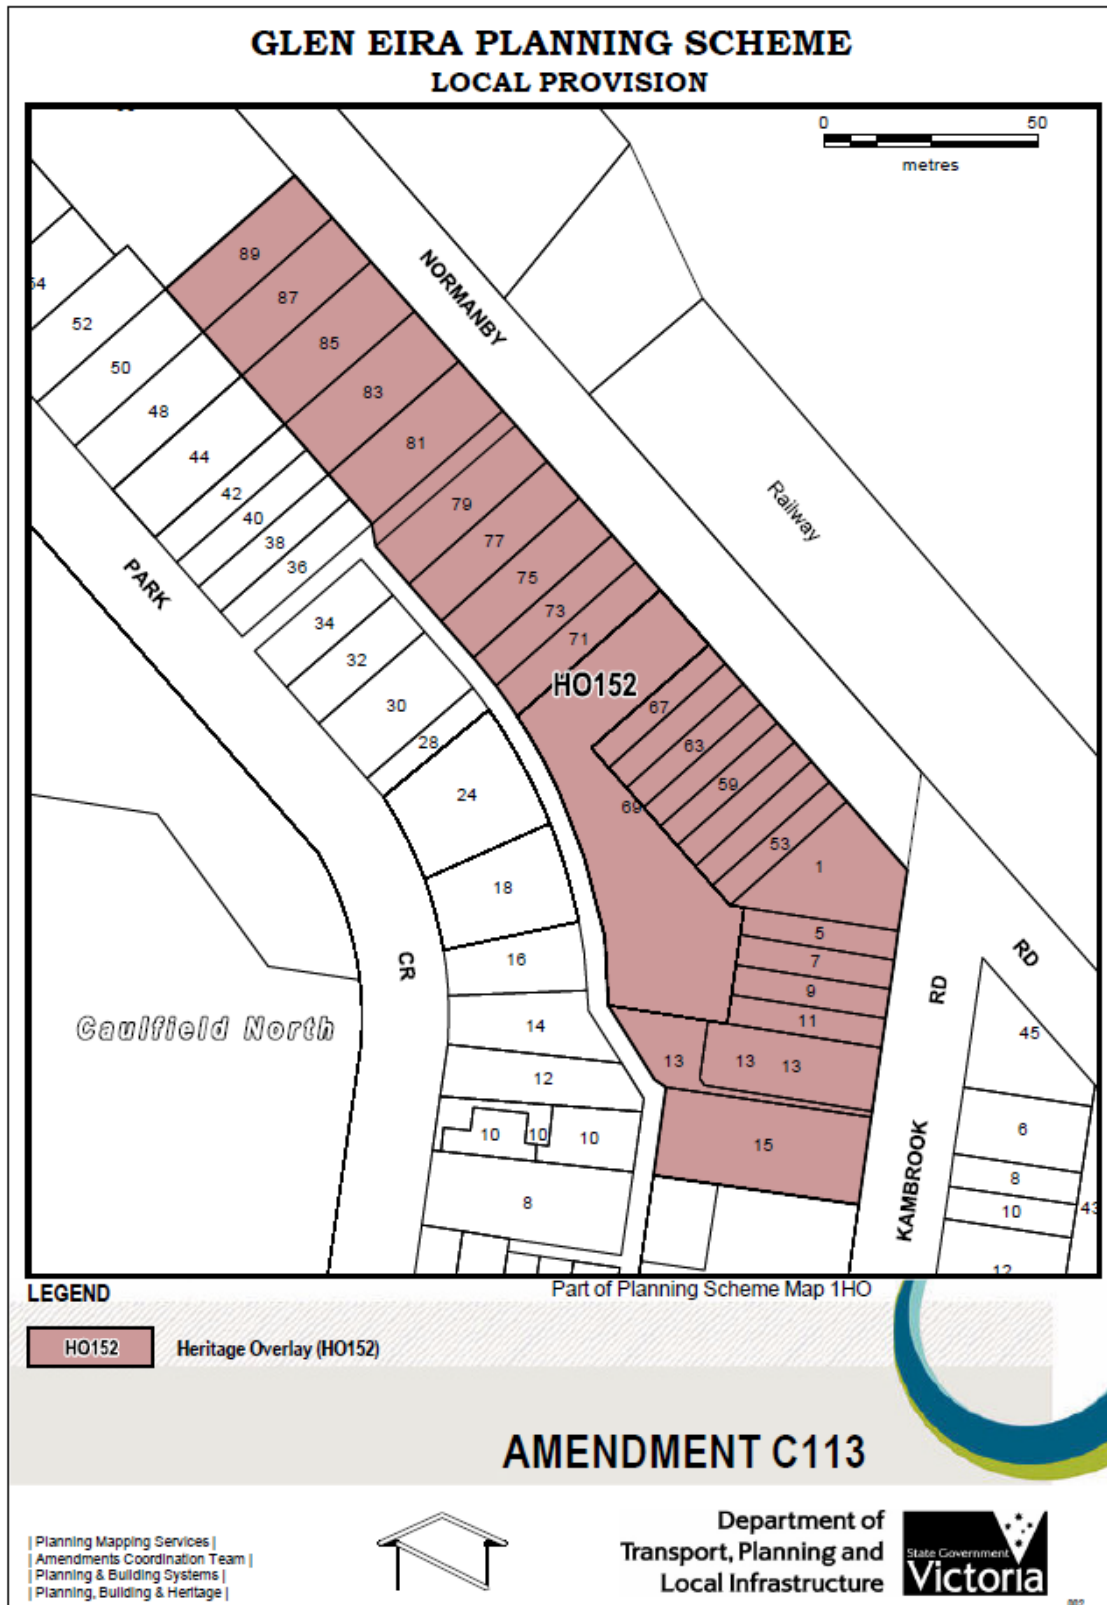 GLEN EIRA PLANNING SCHEME
LOCAL PROVISION
0 50
metres
89
87
85
83
81
79
77
75
73
71
HO152
67
63
59
69
53
1
5
7
9
11
13
13
13
15
NORMANBY
RD
Railway
54
52
50
48
44
42
40
38
36
34
32
30
28
24
18
16
14
12
10
10
10
8
PARK
CR
Caulfield North
KAMBROOK
RD
45
6
8
10
43
12
LEGEND
Part of Planning Scheme Map 1HO
HO152
Heritage Overlay (HO152)
AMENDMENT C113
| Planning Mapping Services |
| Amendments Coordination Team |
| Planning & Building Systems |
| Planning, Building & Heritage |
Department of
Transport, Planning and
Local Infrastructure
State Government
Victoria
002